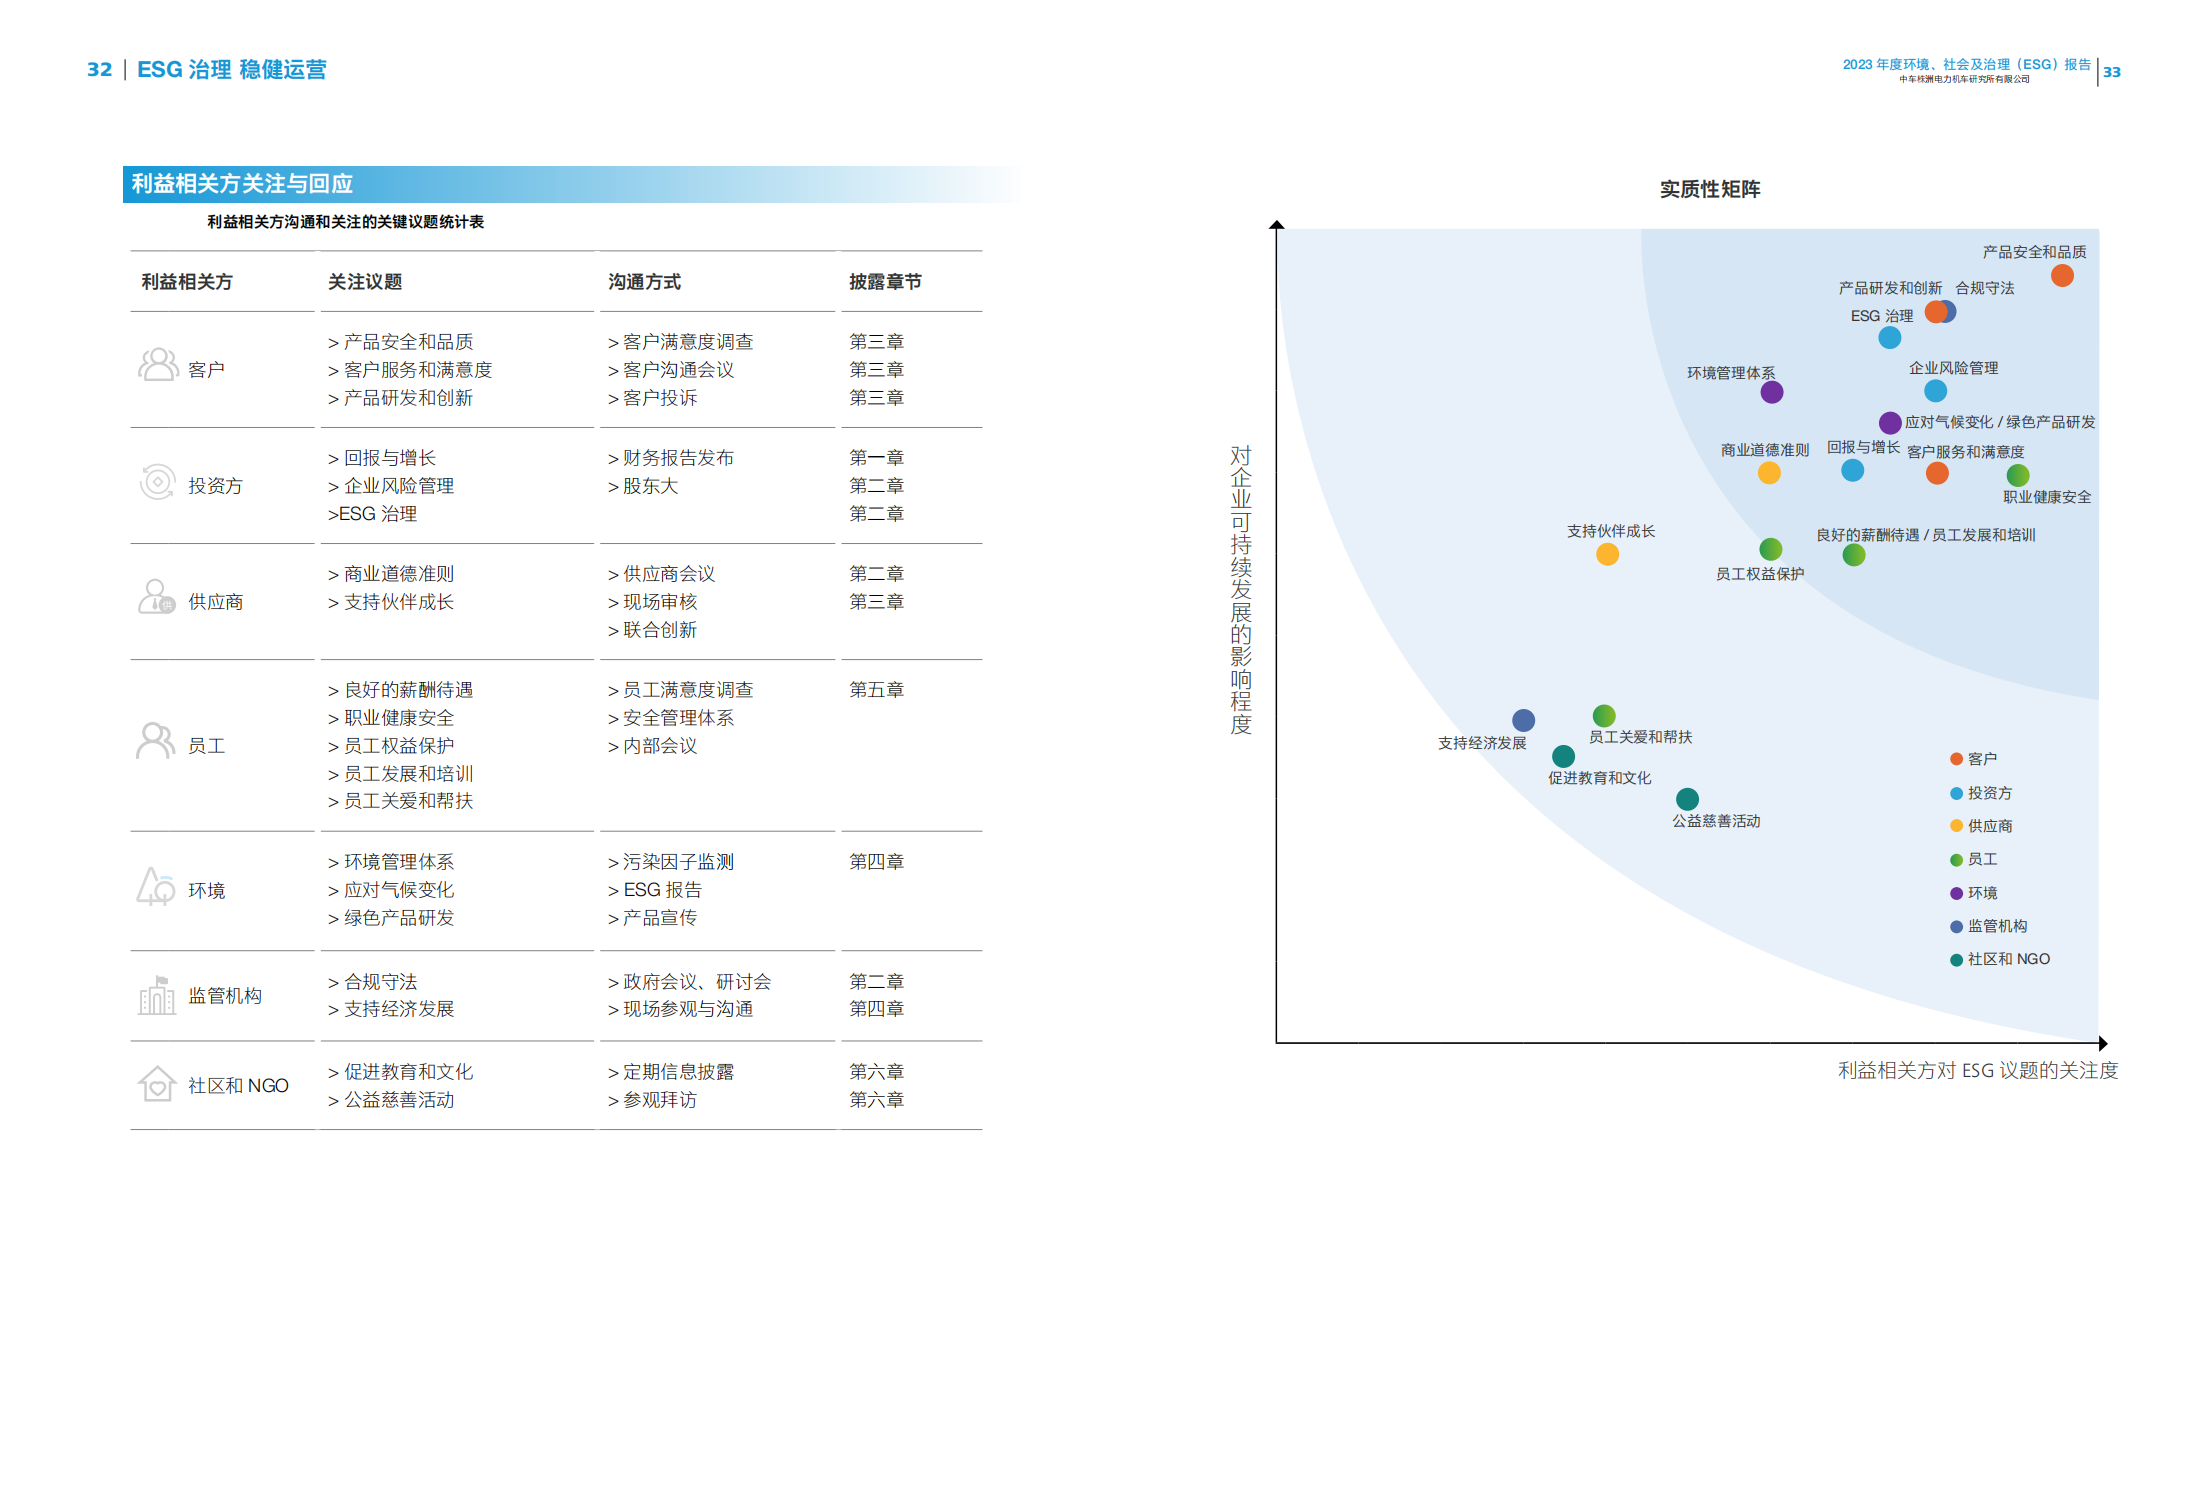 32 ESG 治理 稳健运营
2023 年度环境、社会及治理（ESG）报告
中车株洲电力机车研究所有限公司
33
利益相关方关注与回应
利益相关方沟通和关注的关键议题统计表
利益相关方 关注议题 沟通方式 披露章节
客户
> 产品安全和品质 > 客户满意度调查 第三章
> 客户服务和满意度 > 客户沟通会议 第三章
> 产品研发和创新 > 客户投诉 第三章
投资方
> 回报与增长 > 财务报告发布 第一章
> 企业风险管理 > 股东大 第二章
>ESG 治理 第二章
供应商
供
> 商业道德准则 > 供应商会议 第二章
> 支持伙伴成长 > 现场审核 第三章
> 联合创新
员工
> 良好的薪酬待遇 > 员工满意度调查 第五章
> 职业健康安全 > 安全管理体系
> 员工权益保护 > 内部会议
> 员工发展和培训
> 员工关爱和帮扶
环境
> 环境管理体系 > 污染因子监测 第四章
> 应对气候变化 > ESG 报告
> 绿色产品研发 > 产品宣传
监管机构
> 合规守法 > 政府会议、研讨会 第二章
> 支持经济发展 > 现场参观与沟通 第四章
社区和 NGO
> 促进教育和文化 > 定期信息披露 第六章
> 公益慈善活动 > 参观拜访 第六章
实质性矩阵
对企业可持续发展的影响程度
产品安全和品质
产品研发和创新 合规守法
ESG 治理
企业风险管理
环境管理体系
应对气候变化 / 绿色产品研发
商业道德准则 回报与增长 客户服务和满意度
职业健康安全
支持伙伴成长
良好的薪酬待遇 / 员工发展和培训
员工权益保护
支持经济发展
员工关爱和帮扶
促进教育和文化
公益慈善活动
客户
投资方
供应商
员工
环境
监管机构
社区和 NGO
利益相关方对 ESG 议题的关注度